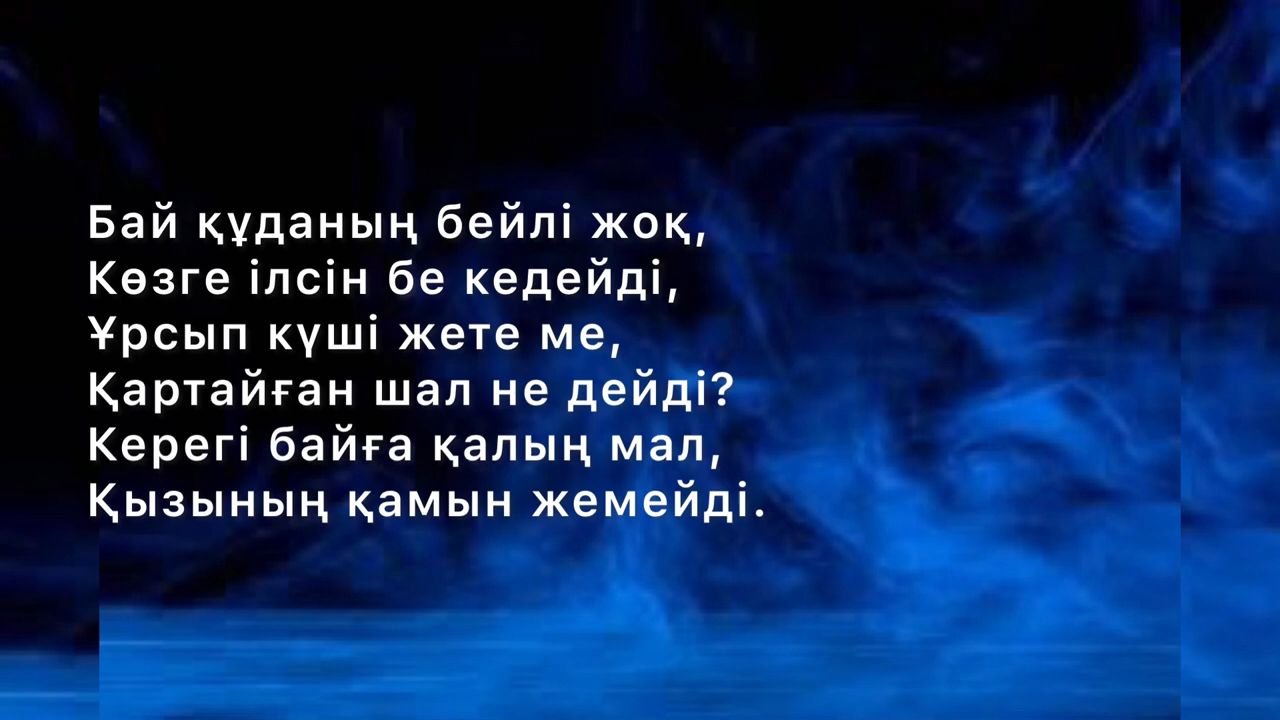 Бай құданың бейлі жоқ,
Көзге ілсін бе кедейді,
Ұрсып күші жете ме,
Қартайған шал не дейді?
Керегі байға қалың мал,
Қызының қамын жемейді.